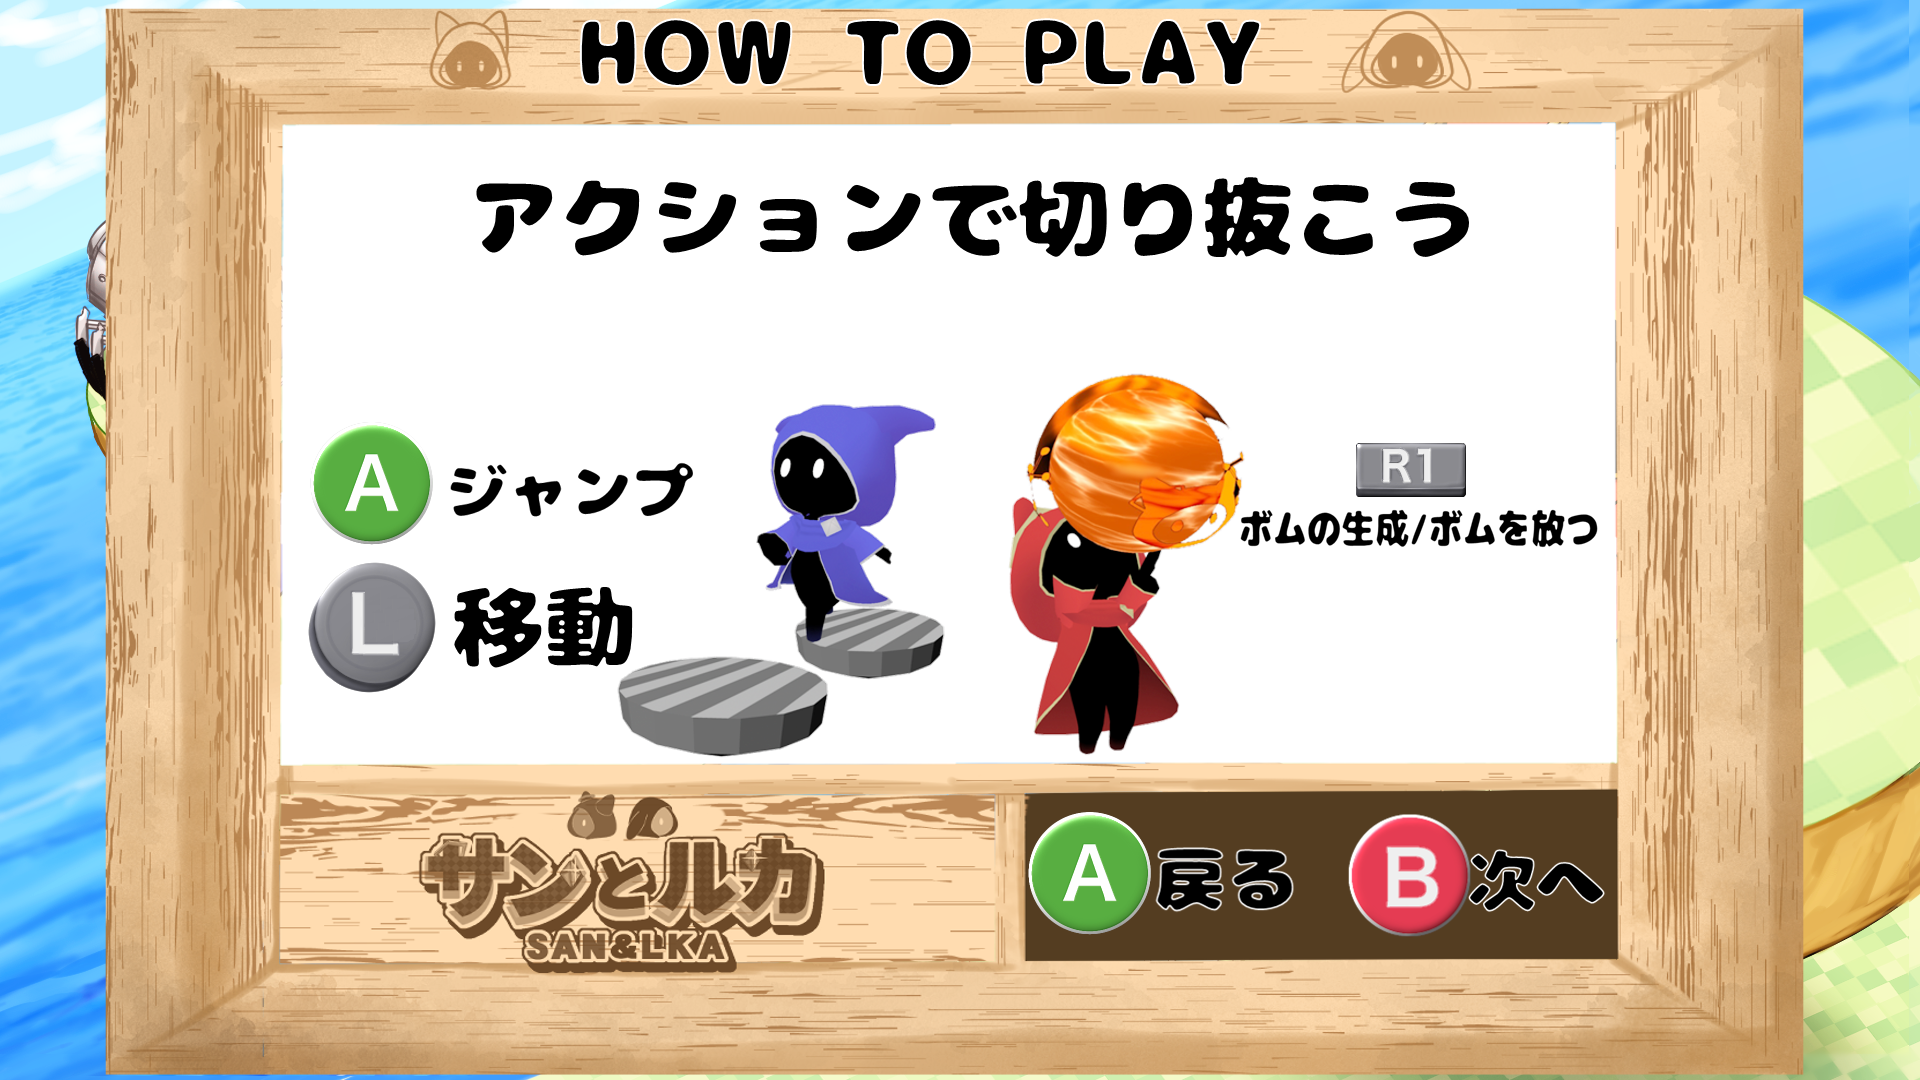 HOW TO PLAY
アクションで切り抜こう
A ジャンプ
L 移動
R1
ボムの生成/ボムを放つ
サンとルカ
SAN&LKA
A 戻る B 次へ